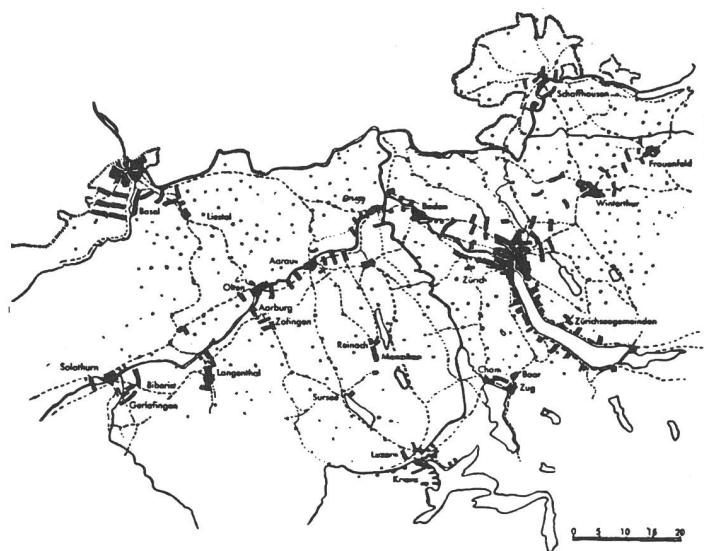 Schaffhausen
Frauenfeld
Winterthur
Basel
Liestal
Brugg
Baden
Aarau
Zürich
Olten
Aarburg
Zofingen
Zürichseegemeinden
Reinach
Menziken
Solothurn
Biberist
Langenthal
Gerlafingen
Cham
Baar
Zug
Sursee
Luzern
Kriens
0 5 10 15 20